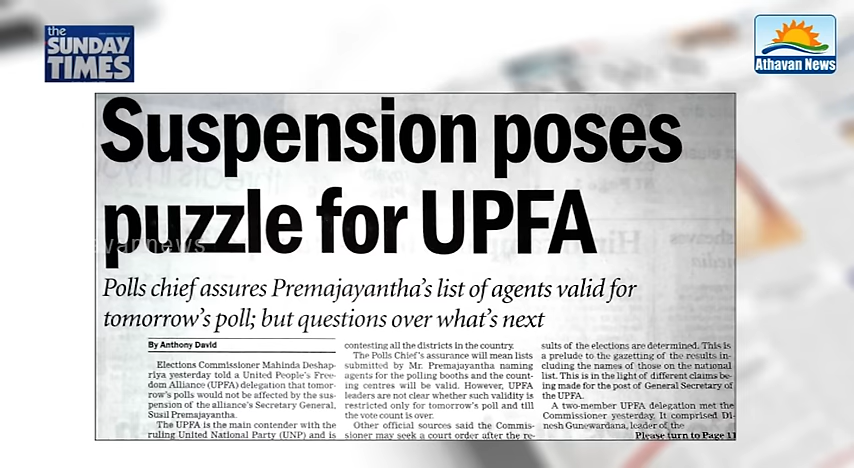 the
SUNDAY
TIMES
Athavan News
Suspension poses
puzzle for UPFA
avannews
Polls chief assures Premajayantha's list of agents valid for
tomorrow's poll; but questions over what's next
By Anthony David
Elections Commissioner Mahinda Deshap-
riya yesterday told a United People's Free-
dom Alliance (UPFA) delegation that tomor-
row's polls would not be affected by the sus-
pension of the alliance's Secretary General,
Susil Premajayantha.
The UPFA is the main contender with the
ruling United National Party (UNP) and is
contesting all the districts in the country.
The Polls Chief's assurance will mean lists
submitted by Mr. Premajayantha naming
agents for the polling booths and the count-
ing centres will be valid. However, UPFA
leaders are not clear whether such validity is
restricted only for tomorrow's poll and till
the vote count is over.
Other official sources said the Commis-
sioner may seek a court order after the re-
sults of the elections are determined. This is
a prelude to the gazetting of the results in-
cluding the names of those on the national
list. This is in the light of different claims be-
ing made for the post of General Secretary of
the UPFA.
A two-member UPFA delegation met the
Commissioner yesterday. It comprised Di-
nesh Gunewardana, leader of the
Please turn to Page 11